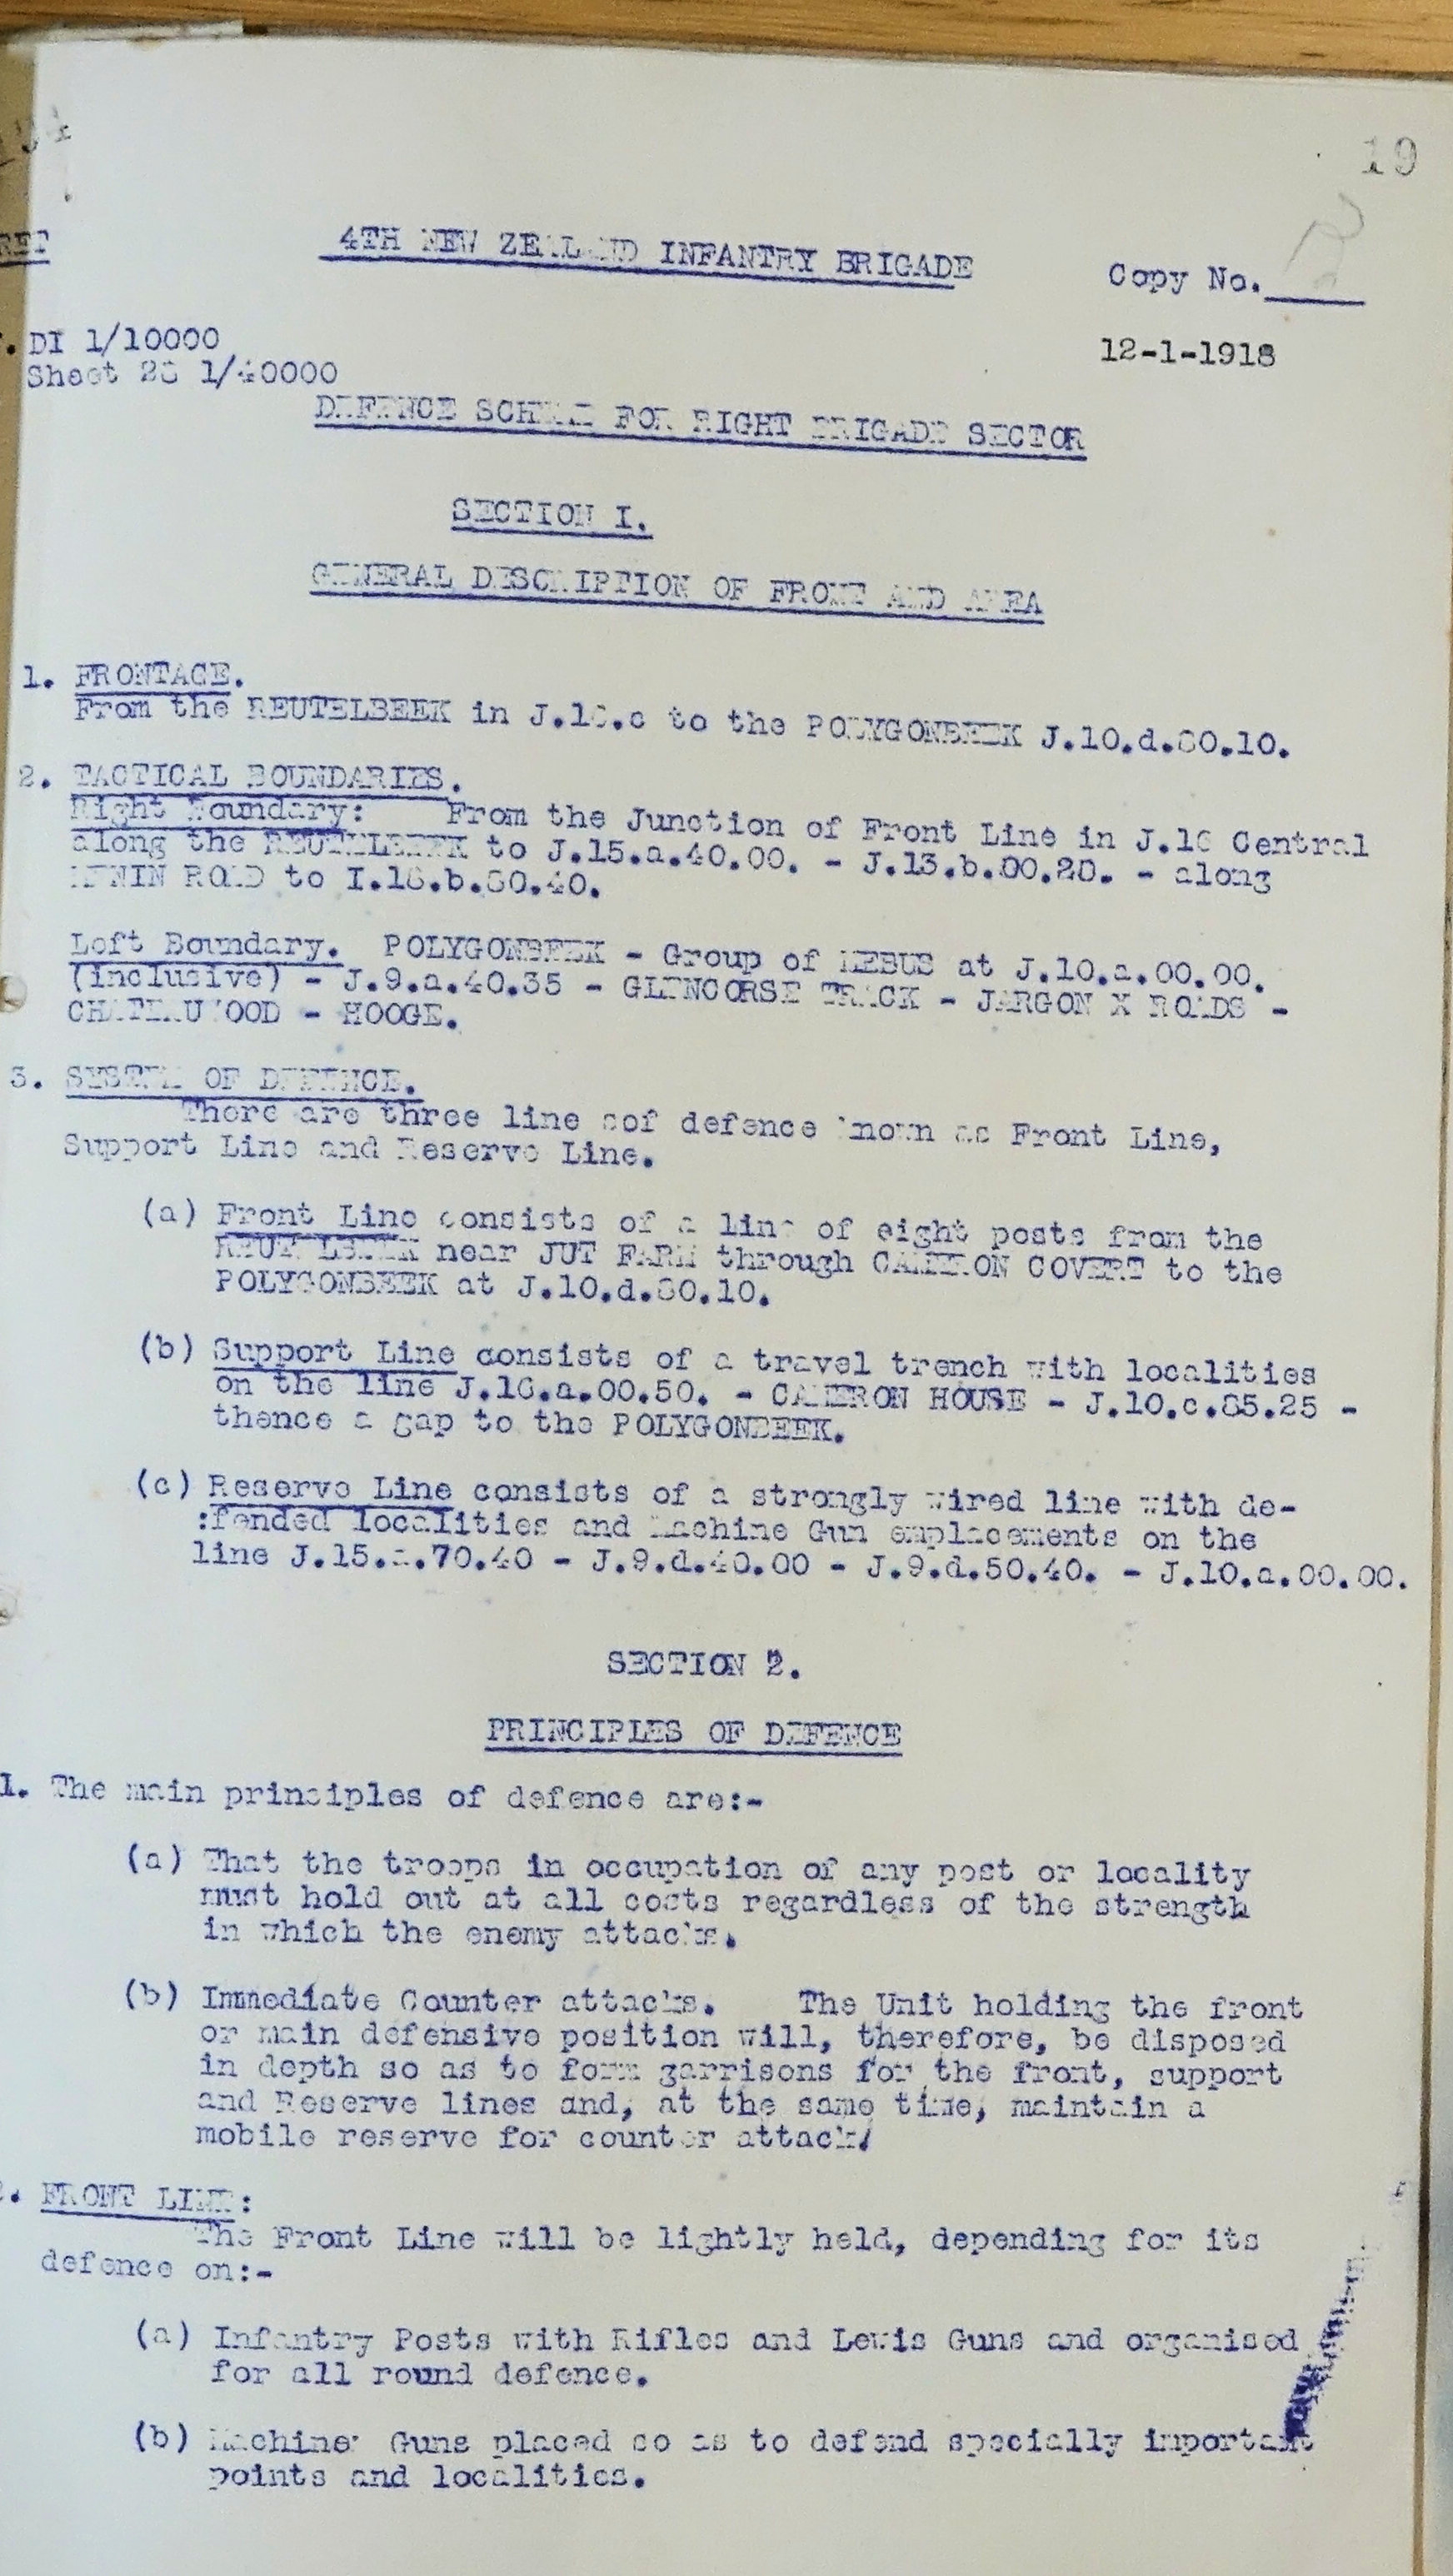 19
RET
4TH NEW ZEALAND INFANTRY BRIGADE
Copy No.
DI 1/10000
12-1-1918
Sheet 28 1/40000
DEFENCE SCHEME FOR RIGHT BRIGADE SECTOR
SECTION I.
GENERAL DESCRIPTION OF FRONT AND AREA
1. FRONTAGE.
From the REUTELBEEK in J.16.c to the POLYGONBEEK J.10.d.80.10.
2. TACTICAL BOUNDARIES.
Right Boundary: From the Junction of Front Line in J.16 Central
along the REUTELBEEK to J.15.a.40.00. - J.13.b.00.20. - along
MENIN ROAD to I.18.b.80.40.
Left Boundary. POLYGONBEEK - Group of MEBUS at J.10.a.00.00.
(inclusive) - J.9.a.40.35 - GLENCORSE TRACK - JARGON X ROADS -
CHATEAU WOOD - HOOGE.
3. SYSTEM OF DEFENCE.
There are three line sof defence known as Front Line,
Support Line and Reserve Line.
(a) Front Line consists of a line of eight posts from the
REUTELBEEK near JUT FARM through CAMERON COVERT to the
POLYGONBEEK at J.10.d.80.10.
(b) Support Line consists of a travel trench with localities
on the line J.16.a.00.50. - CAMERON HOUSE - J.10.c.85.25 -
thence a gap to the POLYGONBEEK.
(c) Reserve Line consists of a strongly wired line with de-
:fended localities and Machine Gun emplacements on the
line J.15.a.70.40 - J.9.d.40.00 - J.9.d.50.40. - J.10.a.00.00.
SECTION 2.
PRINCIPLES OF DEFENCE
1. The main principles of defence are:-
(a) That the troops in occupation of any post or locality
must hold out at all costs regardless of the strength
in which the enemy attacks.
(b) Immediate Counter attacks. The Unit holding the front
or main defensive position will, therefore, be disposed
in depth so as to form garrisons for the front, support
and Reserve lines and, at the same time, maintain a
mobile reserve for counter attack.
. FRONT LINE:
The Front Line will be lightly held, depending for its
defence on:-
(a) Infantry Posts with Rifles and Lewis Guns and organised
for all round defence.
(b) Machine Guns placed so as to defend specially important
points and localities.